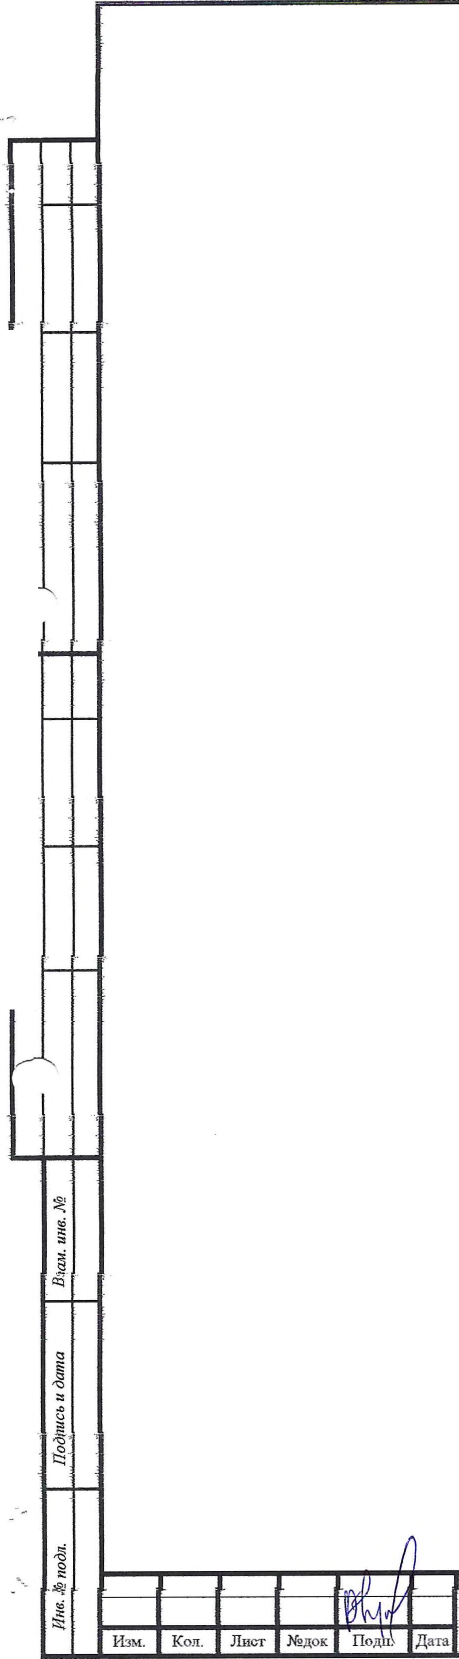 Взам. инв. №
Подпись и дата
Инв. № подл.
Изм. Кол. Лист №док Подп. Дата